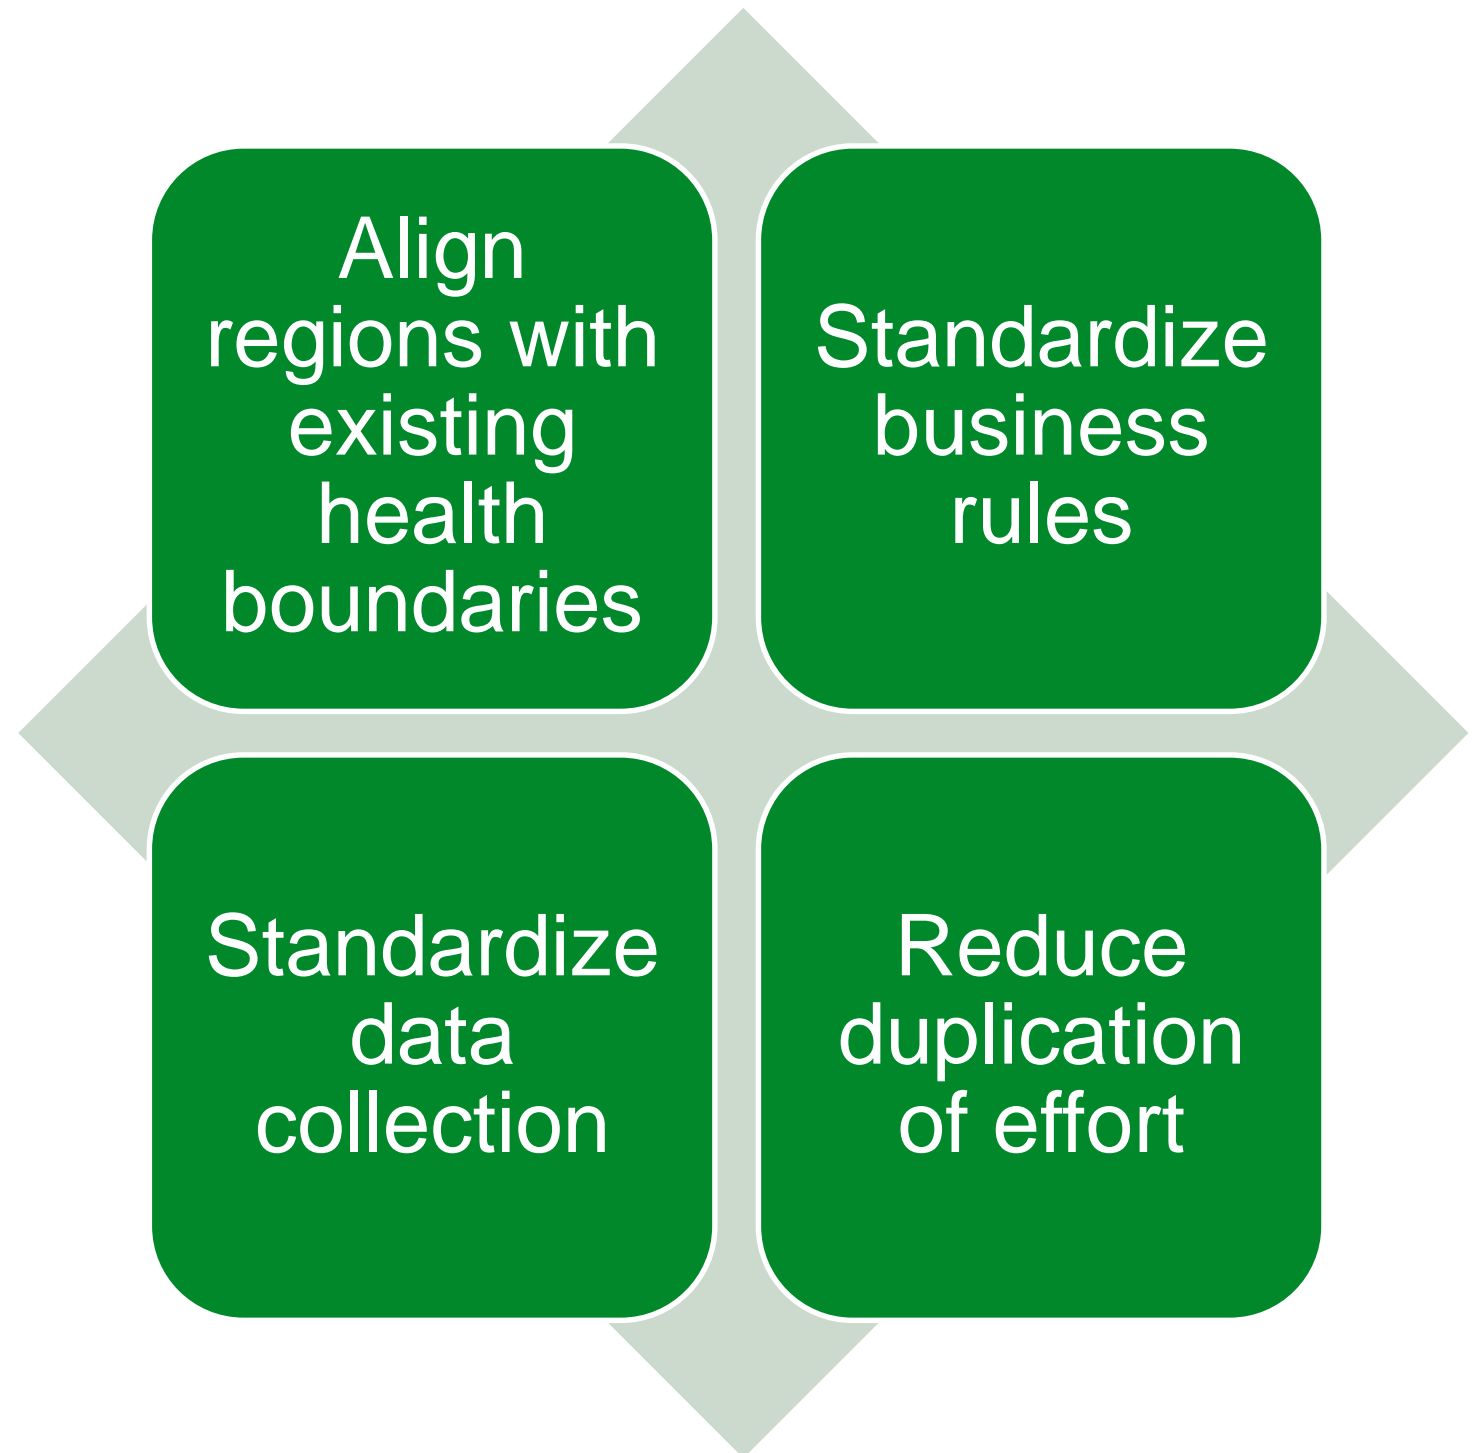 Align
regions with
existing
health
boundaries
Standardize
business
rules
Standardize
data
collection
Reduce
duplication
of effort